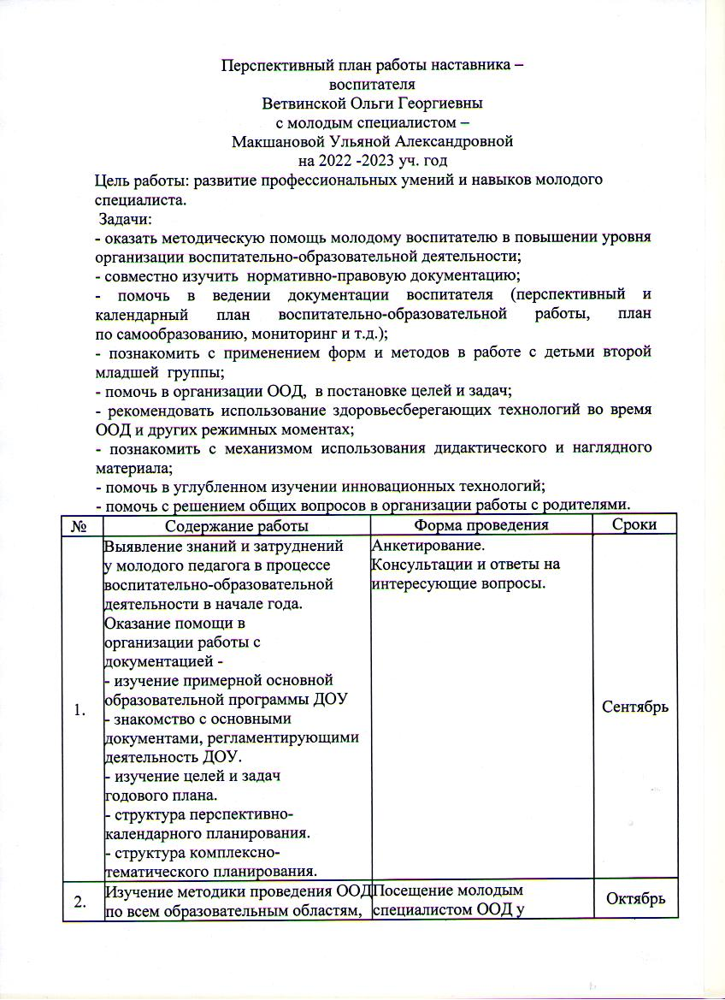 Перспективный план работы наставника –
воспитателя
Ветвинской Ольги Георгиевны
с молодым специалистом –
Макшановой Ульяной Александровной
на 2022 -2023 уч. год
Цель работы: развитие профессиональных умений и навыков молодого
специалиста.
Задачи:
- оказать методическую помощь молодому воспитателю в повышении уровня
организации воспитательно-образовательной деятельности;
- совместно изучить нормативно-правовую документацию;
- помочь в ведении документации воспитателя (перспективный и
календарный план воспитательно-образовательной работы, план
по самообразованию, мониторинг и т.д.);
- познакомить с применением форм и методов в работе с детьми второй
младшей группы;
- помочь в организации ООД, в постановке целей и задач;
- рекомендовать использование здоровьесберегающих технологий во время
ООД и других режимных моментах;
- познакомить с механизмом использования дидактического и наглядного
материала;
- помочь в углубленном изучении инновационных технологий;
- помочь с решением общих вопросов в организации работы с родителями.
№ Содержание работы Форма проведения Сроки
1.
Выявление знаний и затруднений
у молодого педагога в процессе
воспитательно-образовательной
деятельности в начале года.
Оказание помощи в
организации работы с
документацией -
- изучение примерной основной
образовательной программы ДОУ
- знакомство с основными
документами, регламентирующими
деятельность ДОУ.
- изучение целей и задач
годового плана.
- структура перспективно-
календарного планирования.
- структура комплексно-
тематического планирования.
Анкетирование.
Консультации и ответы на
интересующие вопросы.
Сентябрь
2.
Изучение методики проведения ООД
по всем образовательным областям,
Посещение молодым
специалистом ООД у
Октябрь